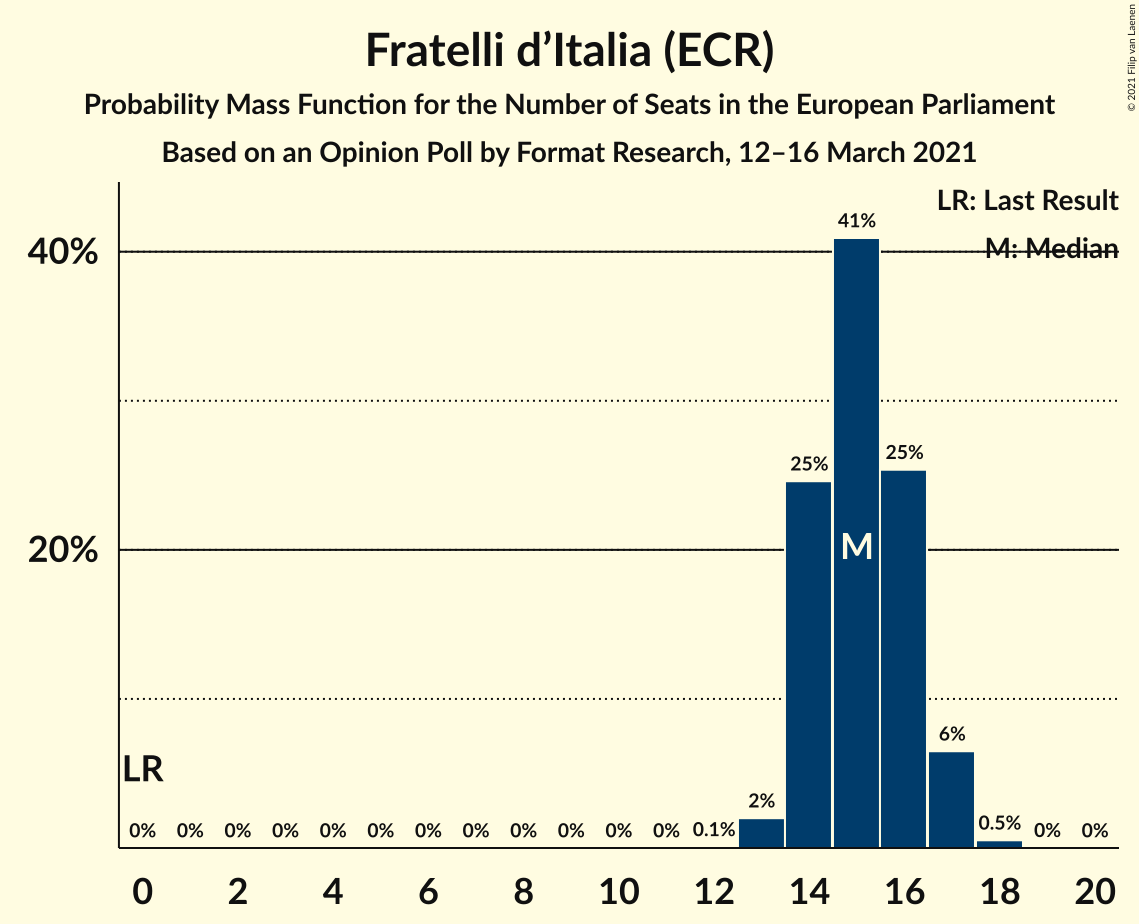 Fratelli d’Italia (ECR)
Probability Mass Function for the Number of Seats in the European Parliament
Based on an Opinion Poll by Format Research, 12–16 March 2021
© 2021 Filip van Laenen
LR: Last Result
M: Median
40%
20%
41%
25%
25%
M
6%
2%
0.5%
LR
0% 0% 0% 0% 0% 0% 0% 0% 0% 0% 0% 0% 0.1% 0% 0%
0 2 4 6 8 10 12 14 16 18 20